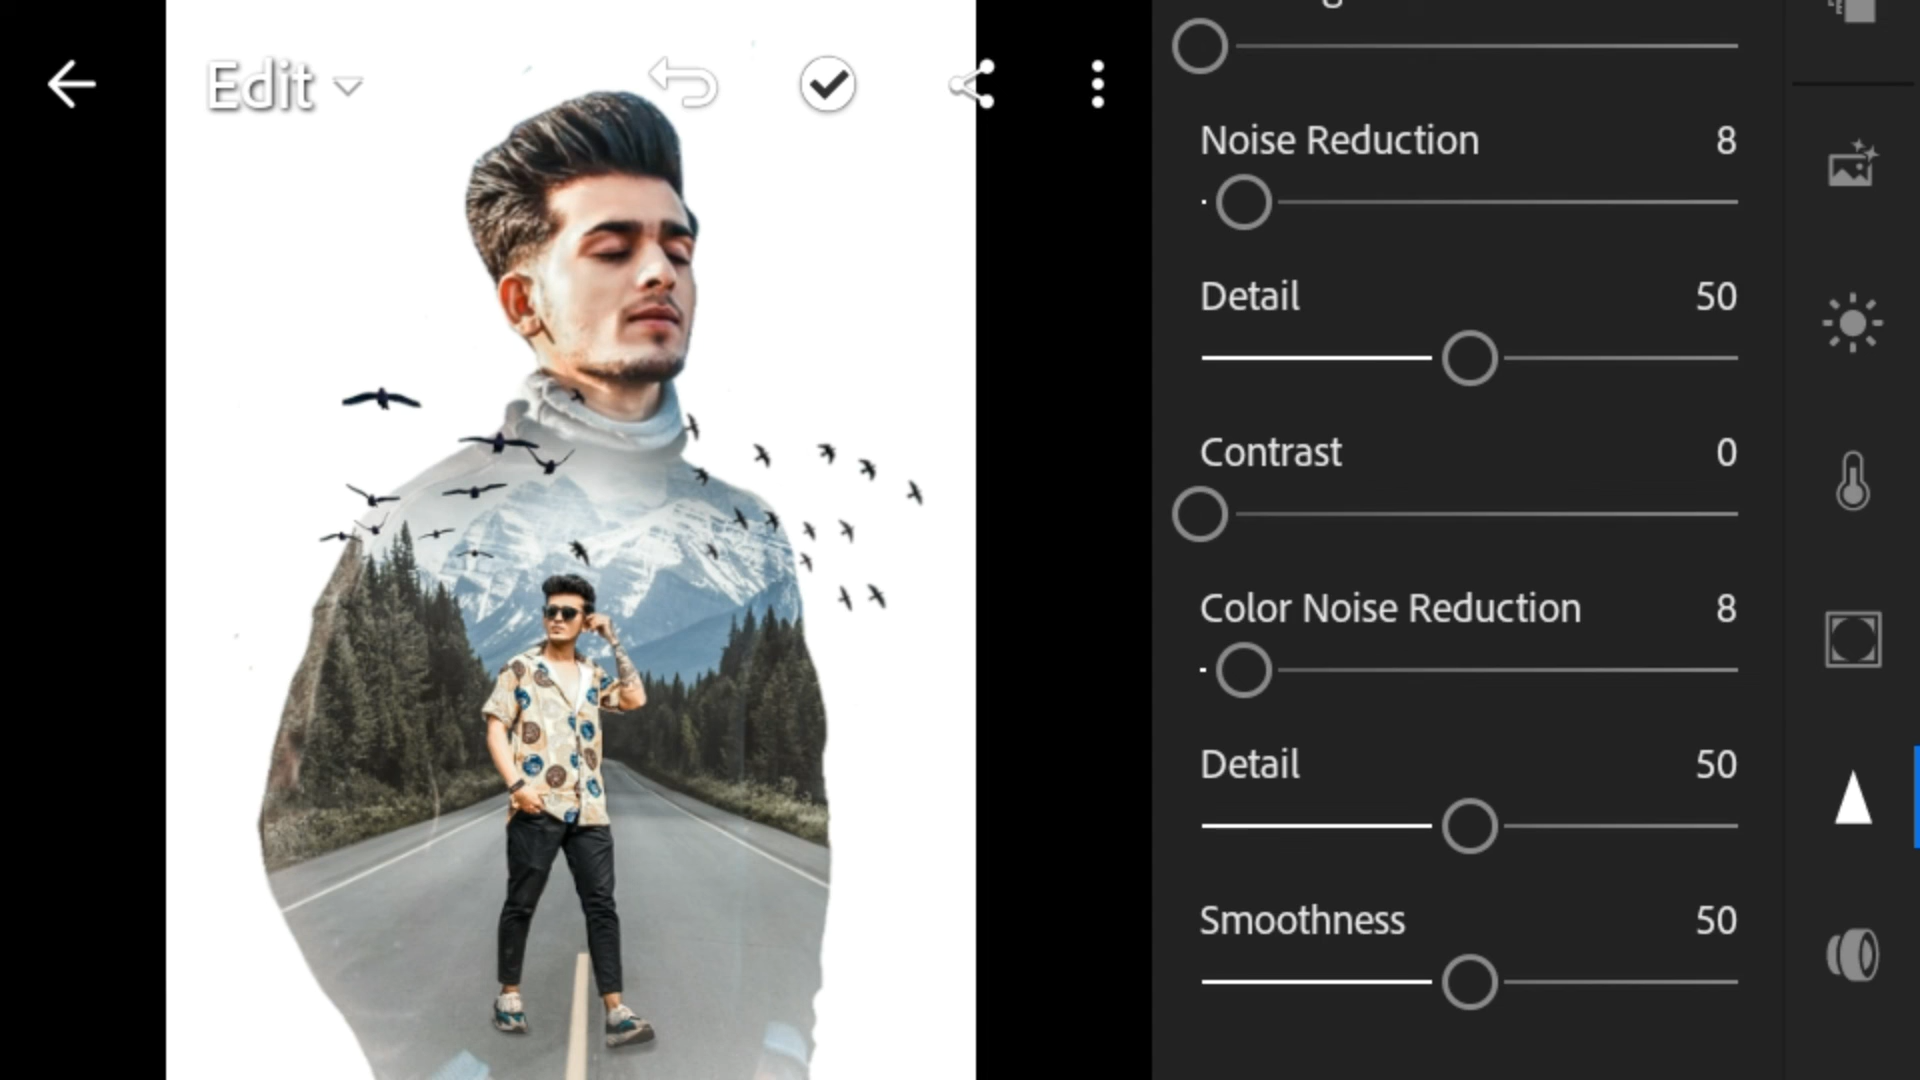 Edit
Noise Reduction 8
Detail 50
Contrast 0
Color Noise Reduction 8
Detail 50
Smoothness 50